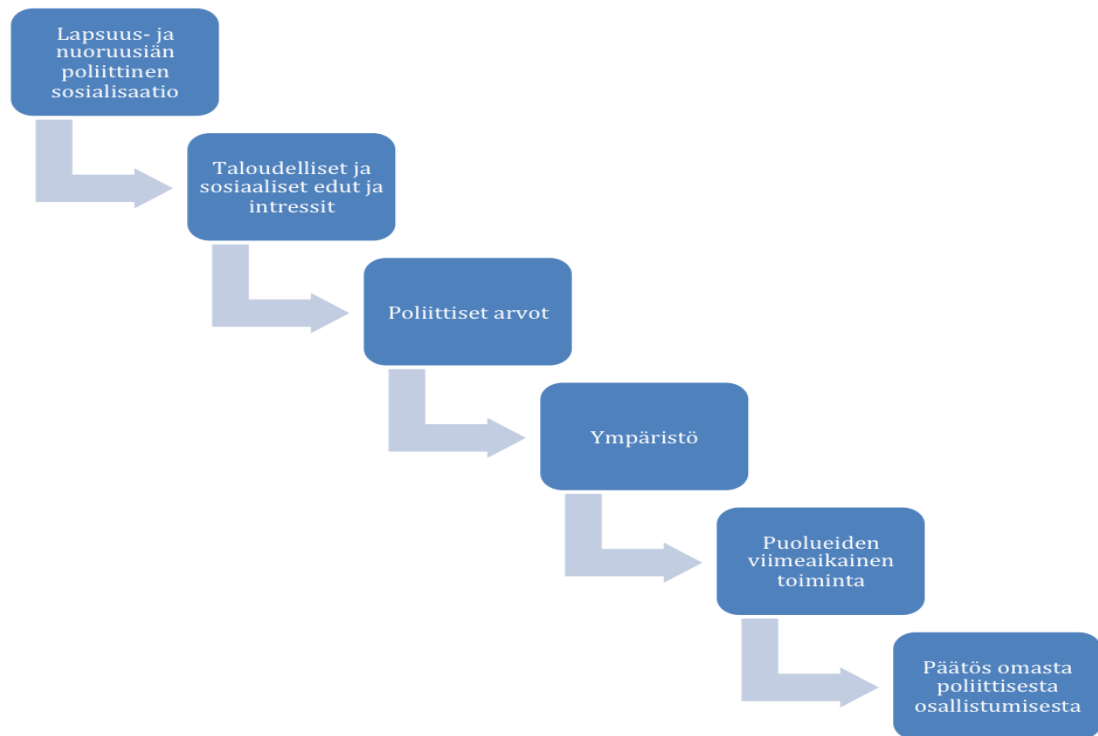 Lapsuus- ja
nuoruusiän
poliittinen
sosialisaatio
Taloudelliset ja
sosiaaliset edut ja
intressit
Poliittiset arvot
Ympäristö
Puolueiden
viimeaikainen
toiminta
Päätös omasta
poliittisesta
osallistumisesta